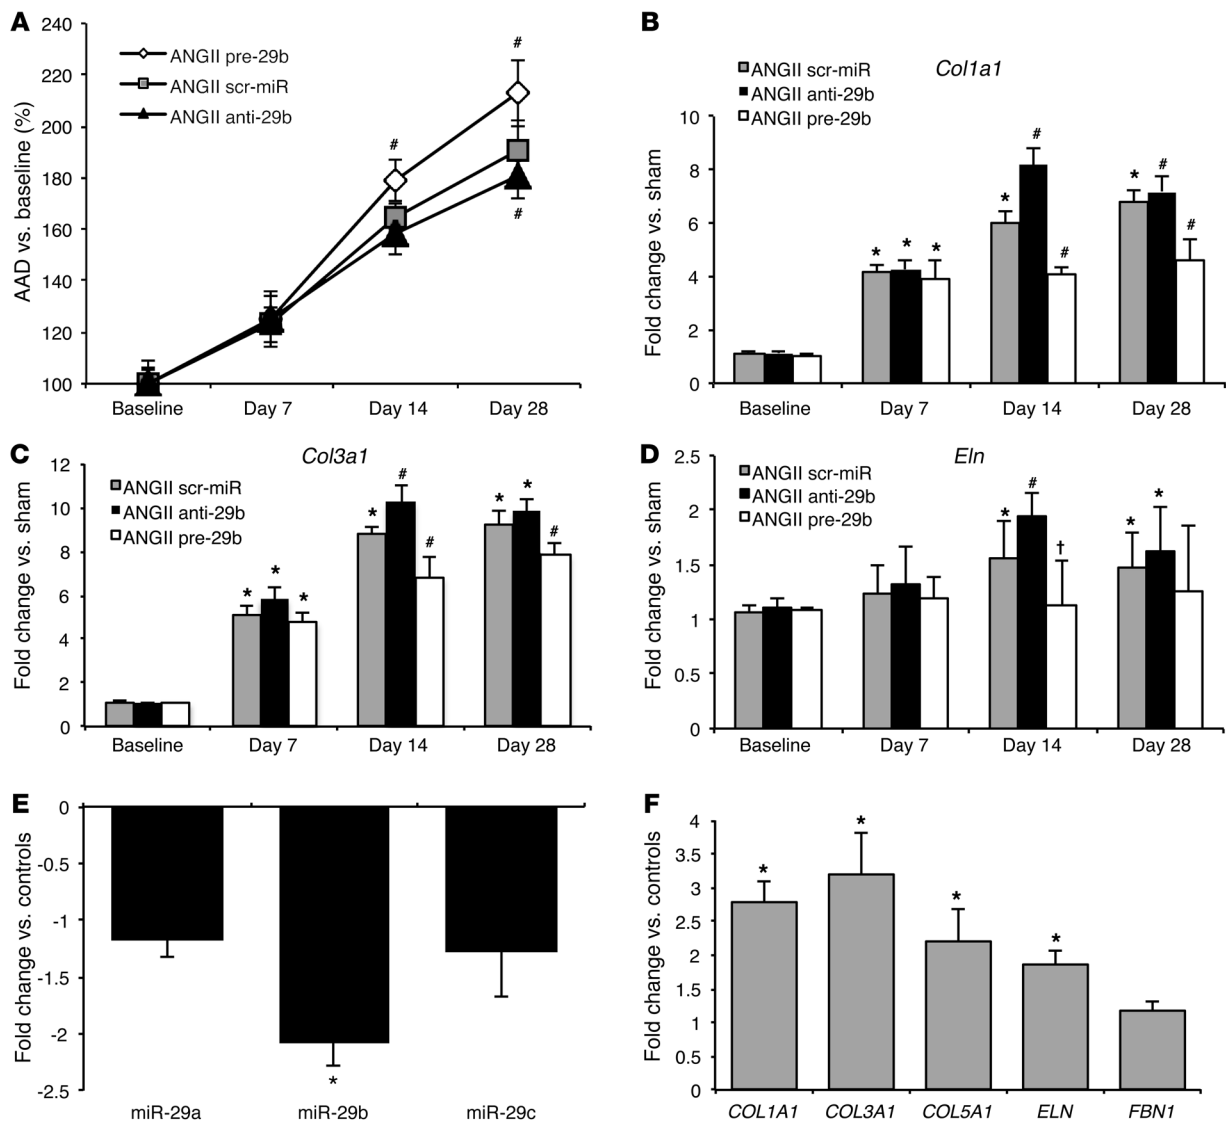 A
AAD vs. baseline (%)
240
220
200
180
160
140
120
100
ANGII pre-29b
ANGII scr-miR
ANGII anti-29b
#
#
#
Baseline
Day 7
Day 14
Day 28
B
Col1a1
Fold change vs. sham
10
8
6
4
2
0
ANGII scr-miR
ANGII anti-29b
ANGII pre-29b
* * *
* # #
* # #
Baseline
Day 7
Day 14
Day 28
C
Col3a1
Fold change vs. sham
12
10
8
6
4
2
0
ANGII scr-miR
ANGII anti-29b
ANGII pre-29b
* * *
* # #
* * #
Baseline
Day 7
Day 14
Day 28
D
Eln
Fold change vs. sham
2.5
2
1.5
1
0.5
0
ANGII scr-miR
ANGII anti-29b
ANGII pre-29b
* # †
* *
Baseline
Day 7
Day 14
Day 28
E
Fold change vs. controls
0
-0.5
-1
-1.5
-2
-2.5
*
miR-29a
miR-29b
miR-29c
F
Fold change vs. controls
4
3.5
3
2.5
2
1.5
1
0.5
0
* * * *
COL1A1
COL3A1
COL5A1
ELN
FBN1